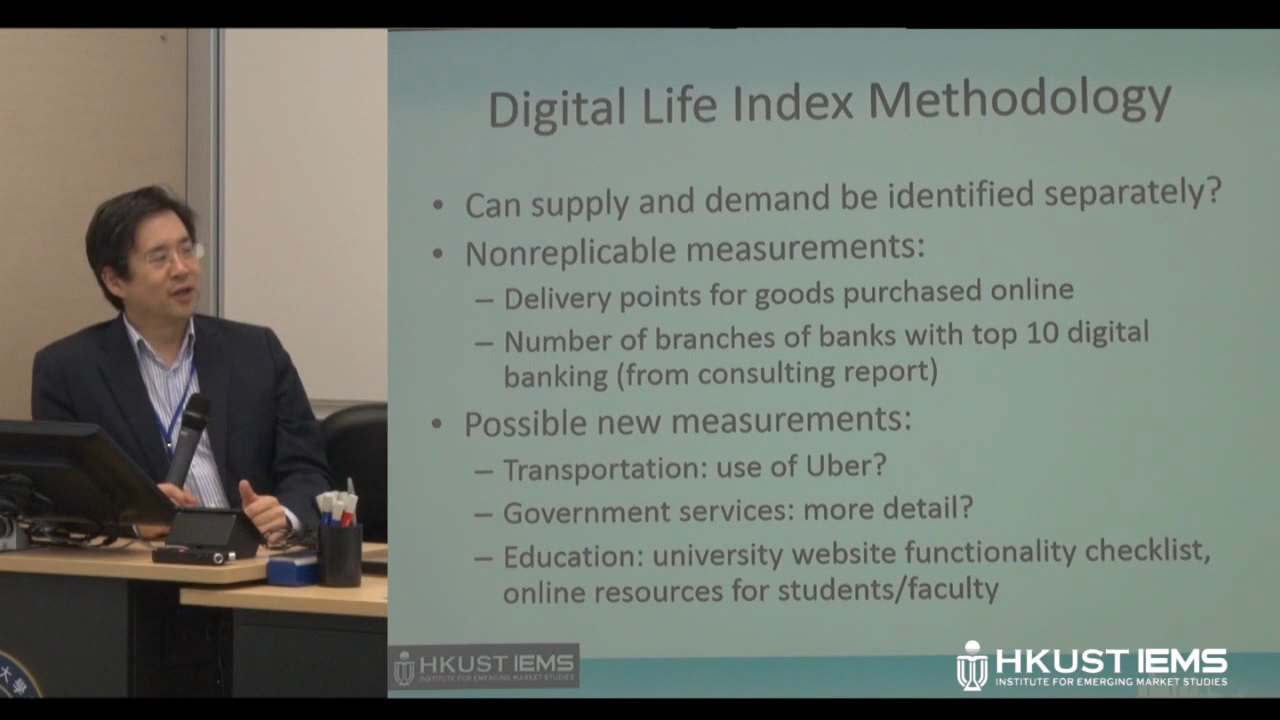 Digital Life Index Methodology
• Can supply and demand be identified separately?
• Nonreplicable measurements:
– Delivery points for goods purchased online
– Number of branches of banks with top 10 digital
banking (from consulting report)
• Possible new measurements:
– Transportation: use of Uber?
– Government services: more detail?
– Education: university website functionality checklist,
online resources for students/faculty
HKUST IEMS
INSTITUTE FOR EMERGING MARKET STUDIES
HKUST IEMS
INSTITUTE FOR EMERGING MARKET STUDIES
大學